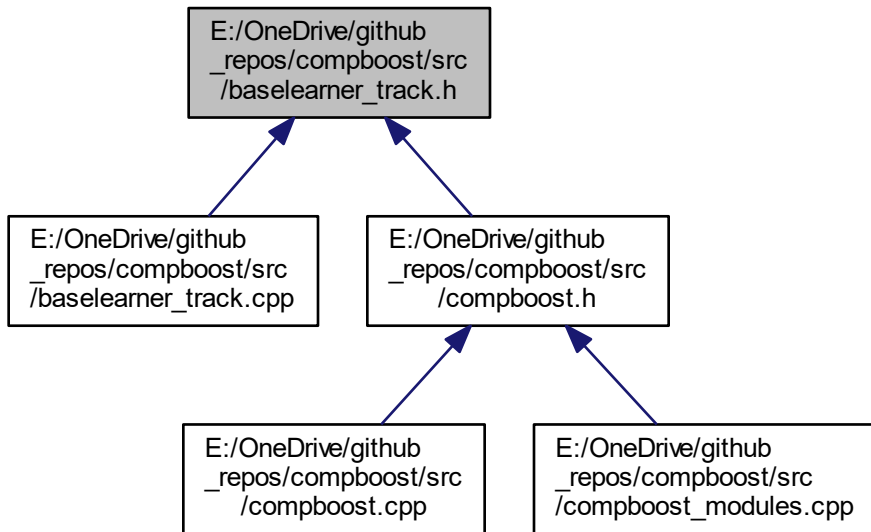 E:/OneDrive/github
_repos/compboost/src
/baselearner_track.h
E:/OneDrive/github
_repos/compboost/src
/baselearner_track.cpp
E:/OneDrive/github
_repos/compboost/src
/compboost.h
E:/OneDrive/github
_repos/compboost/src
/compboost.cpp
E:/OneDrive/github
_repos/compboost/src
/compboost_modules.cpp